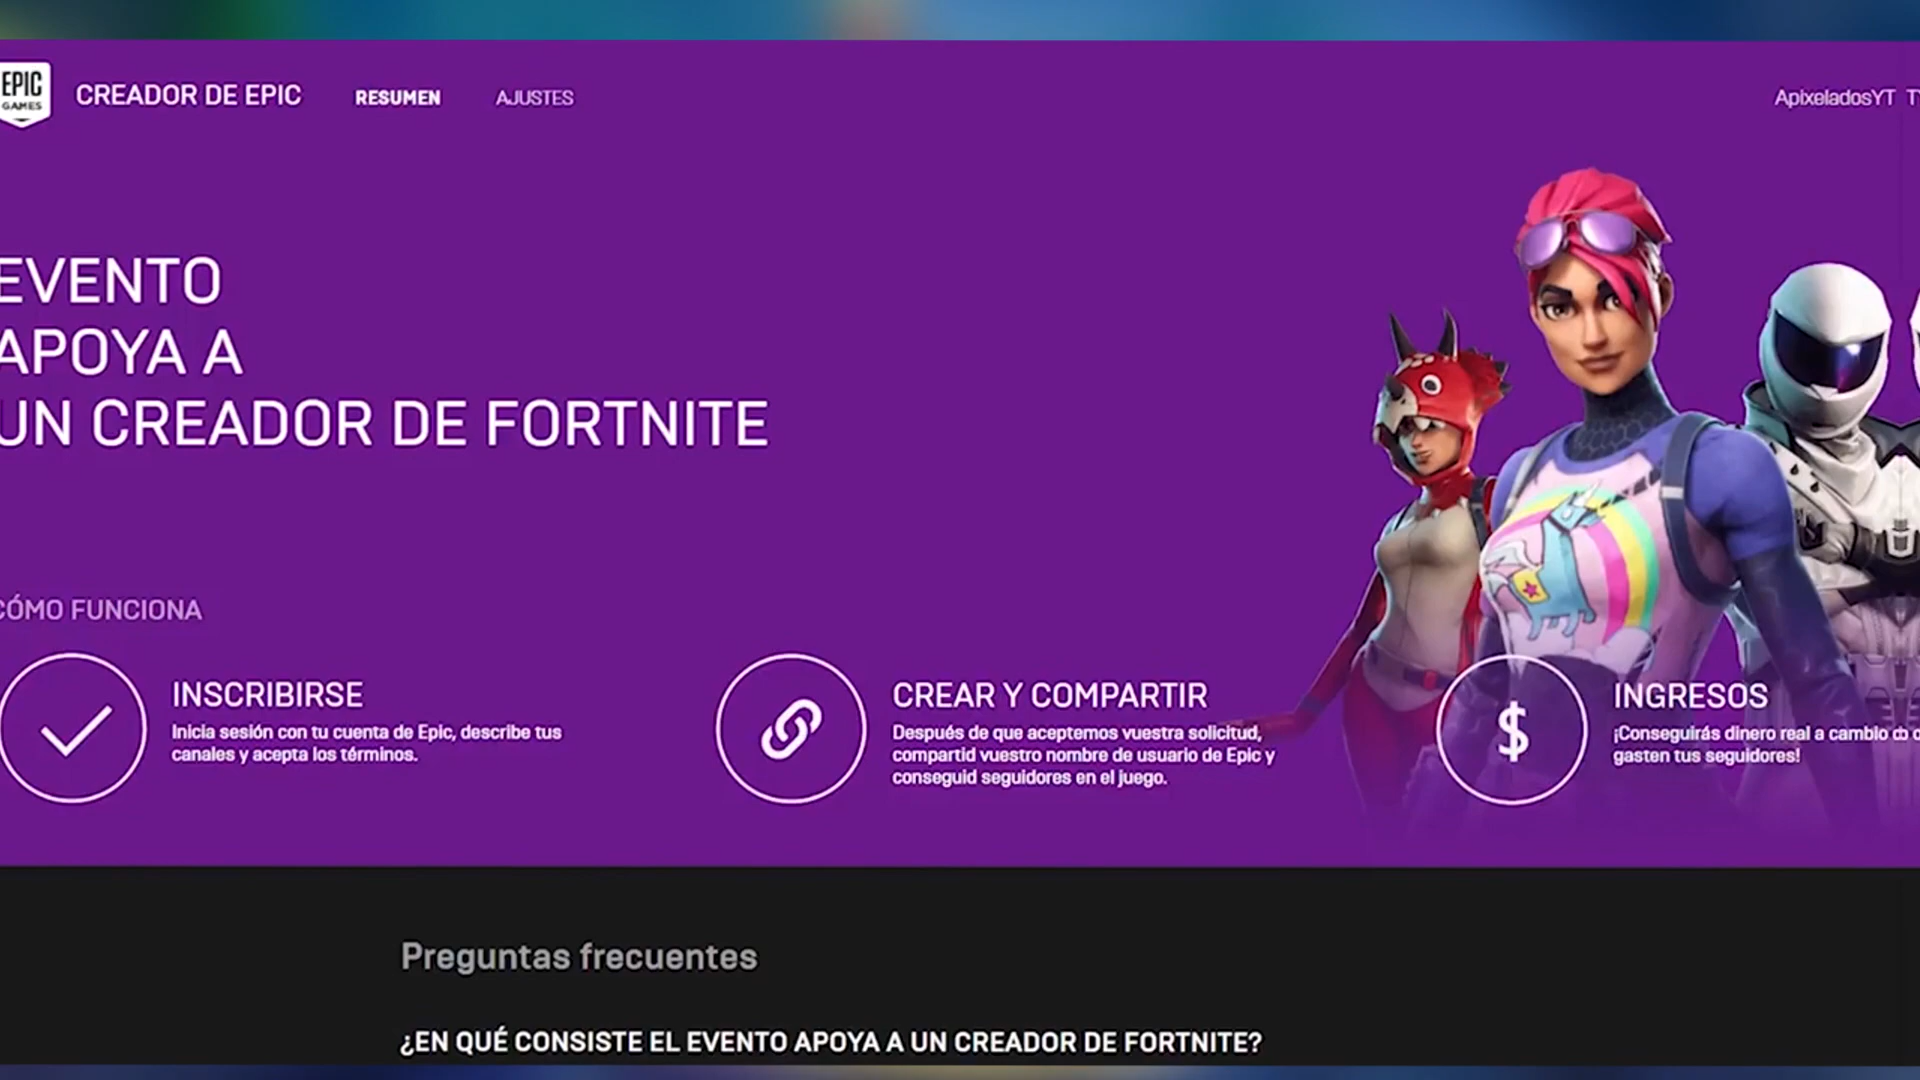 EPIC
GAMES
CREADOR DE EPIC
RESUMEN
AJUSTES
ApixeladosYT
EVENTO
APOYA A
UN CREADOR DE FORTNITE
CÓMO FUNCIONA
INSCRIBIRSE
Inicia sesión con tu cuenta de Epic, describe tus
canales y acepta los términos.
CREAR Y COMPARTIR
Después de que aceptemos vuestra solicitud,
compartid vuestro nombre de usuario de Epic y
conseguid seguidores en el juego.
$
INGRESOS
¡Conseguirás dinero real a cambio
gasten tus seguidores!
Preguntas frecuentes
¿EN QUÉ CONSISTE EL EVENTO APOYA A UN CREADOR DE FORTNITE?